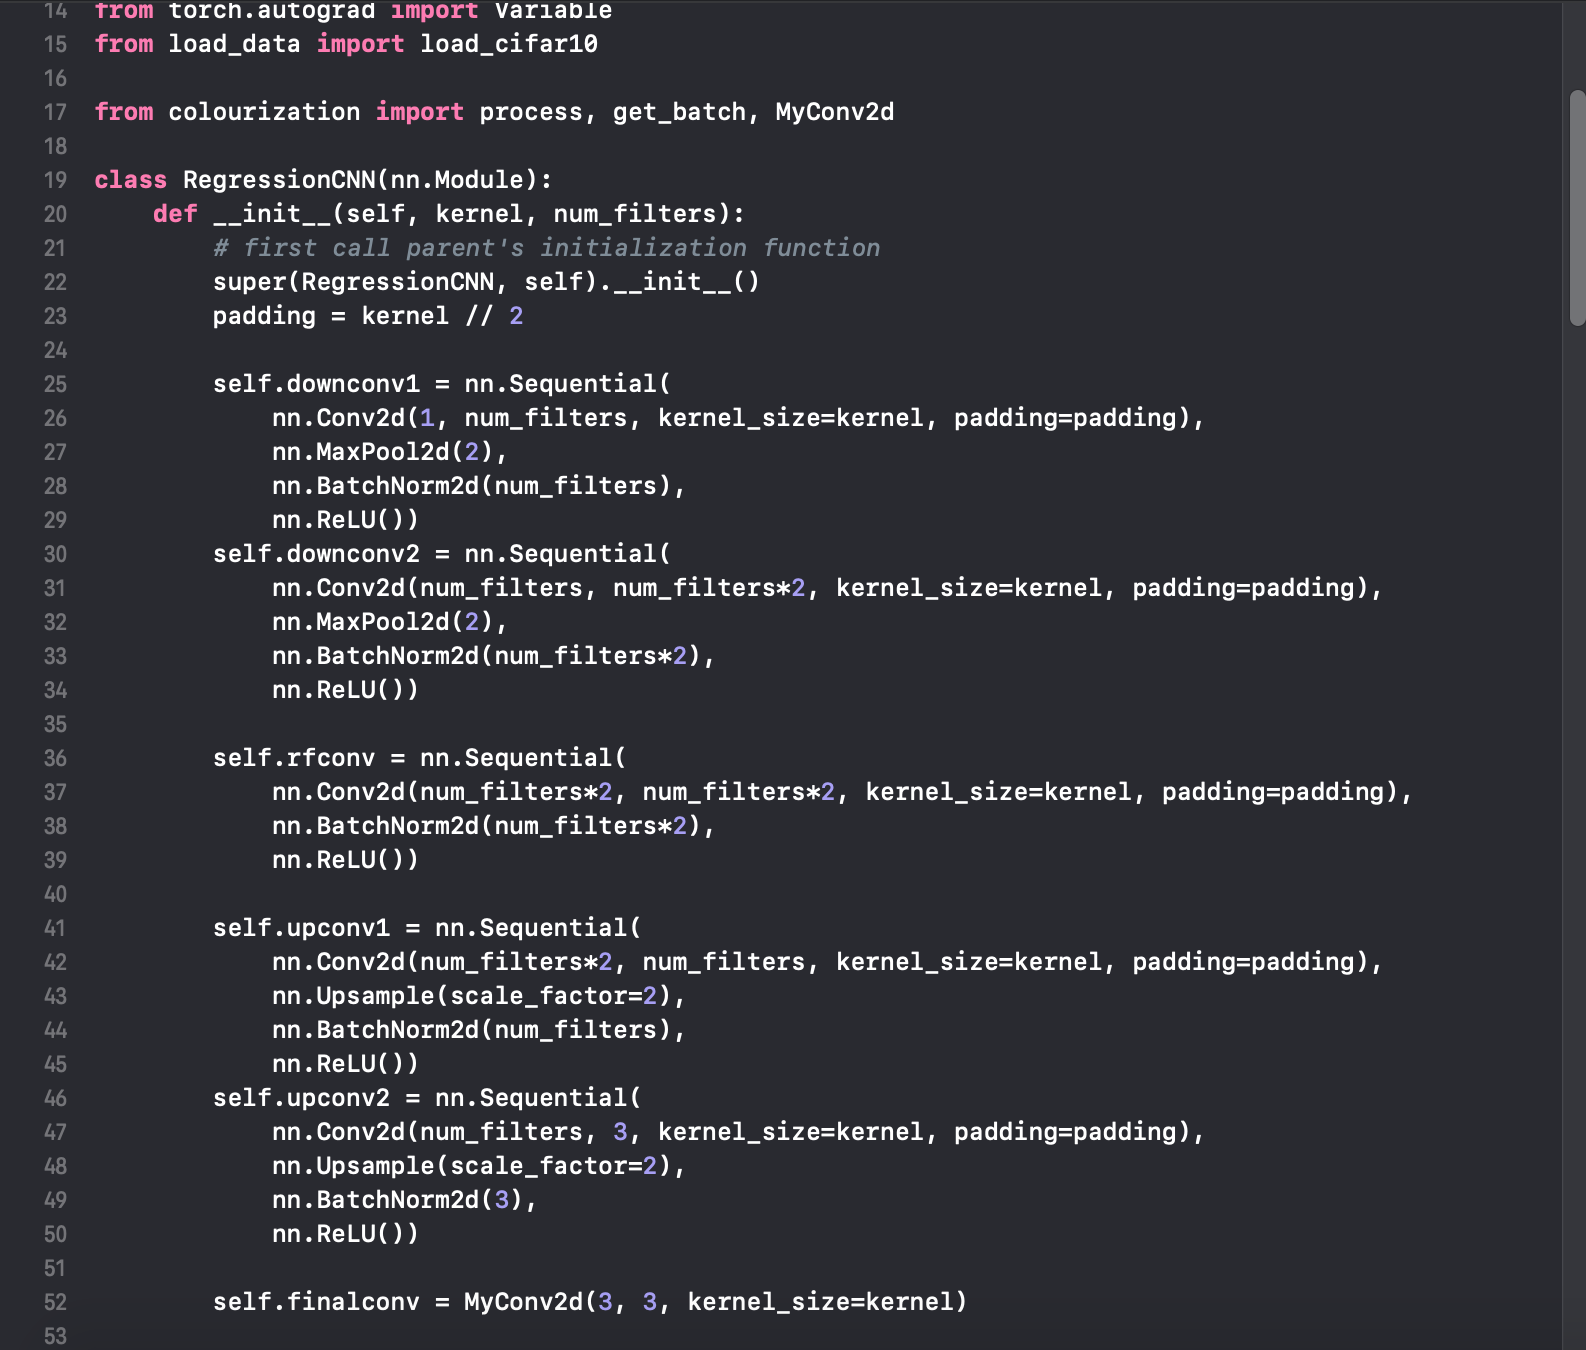 14 from torch.autograd import Variable
15 from load_data import load_cifar10
16
17 from colourization import process, get_batch, MyConv2d
18
19 class RegressionCNN(nn.Module):
20     def __init__(self, kernel, num_filters):
21         # first call parent's initialization function
22         super(RegressionCNN, self).__init__()
23         padding = kernel // 2
24
25         self.downconv1 = nn.Sequential(
26             nn.Conv2d(1, num_filters, kernel_size=kernel, padding=padding),
27             nn.MaxPool2d(2),
28             nn.BatchNorm2d(num_filters),
29             nn.ReLU())
30         self.downconv2 = nn.Sequential(
31             nn.Conv2d(num_filters, num_filters*2, kernel_size=kernel, padding=padding),
32             nn.MaxPool2d(2),
33             nn.BatchNorm2d(num_filters*2),
34             nn.ReLU())
35
36         self.rfconv = nn.Sequential(
37             nn.Conv2d(num_filters*2, num_filters*2, kernel_size=kernel, padding=padding),
38             nn.BatchNorm2d(num_filters*2),
39             nn.ReLU())
40
41         self.upconv1 = nn.Sequential(
42             nn.Conv2d(num_filters*2, num_filters, kernel_size=kernel, padding=padding),
43             nn.Upsample(scale_factor=2),
44             nn.BatchNorm2d(num_filters),
45             nn.ReLU())
46         self.upconv2 = nn.Sequential(
47             nn.Conv2d(num_filters, 3, kernel_size=kernel, padding=padding),
48             nn.Upsample(scale_factor=2),
49             nn.BatchNorm2d(3),
50             nn.ReLU())
51
52         self.finalconv = MyConv2d(3, 3, kernel_size=kernel)
53